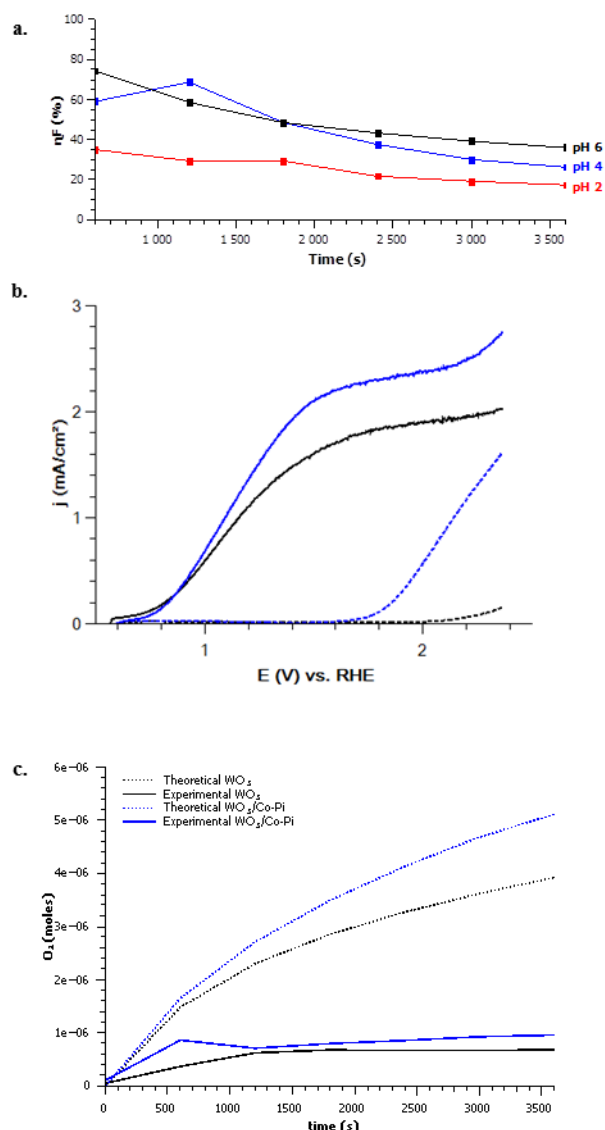 a.
100
80
60
40
20
0
ηF (%)
1 000
1 500
2 000
2 500
3 000
3 500
Time (s)
pH 6
pH 4
pH 2
b.
3
2
1
0
j (mA/cm²)
1
2
E (V) vs. RHE
c.
6e-06
5e-06
4e-06
3e-06
2e-06
1e-06
0
O₂ (moles)
Theoretical WO₃
Experimental WO₃
Theoretical WO₃/Co-Pi
Experimental WO₃/Co-Pi
0
500
1000
1500
2000
2500
3000
3500
time (s)